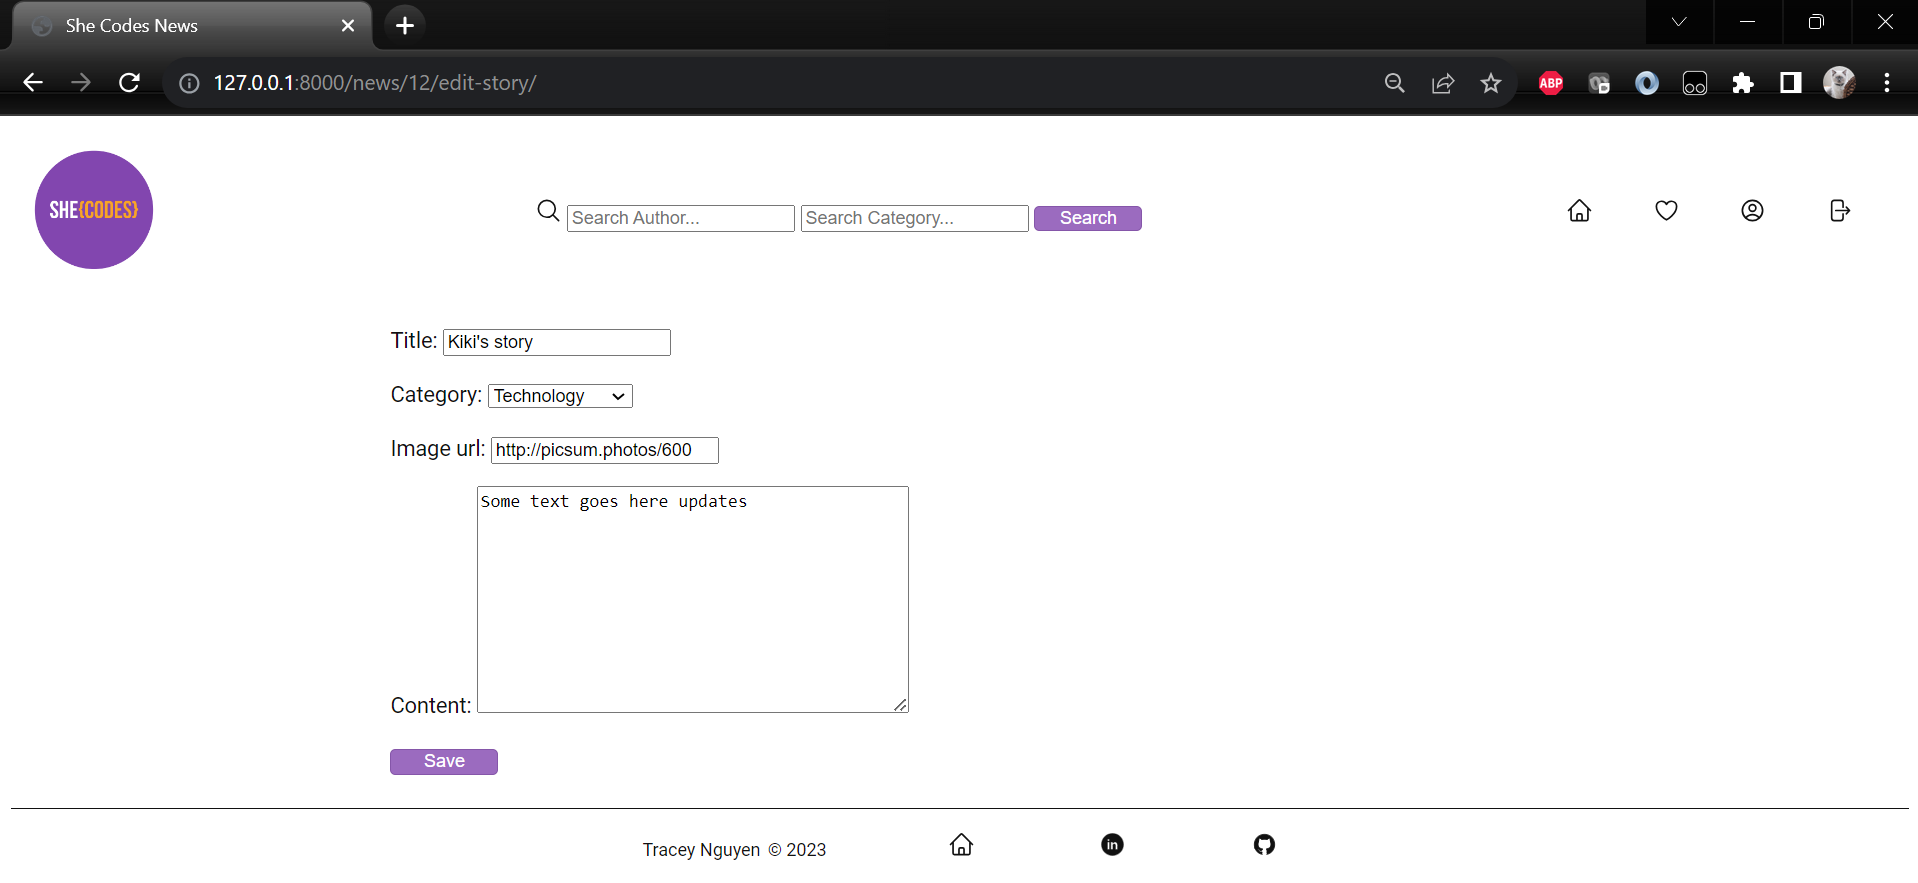 She Codes News
127.0.0.1:8000/news/12/edit-story/
ABP
SHE{CODES}
Search Author... Search Category... Search
Title: Kiki's story
Category: Technology
Image url: http://picsum.photos/600
Some text goes here updates
Content:
Save
Tracey Nguyen © 2023
in